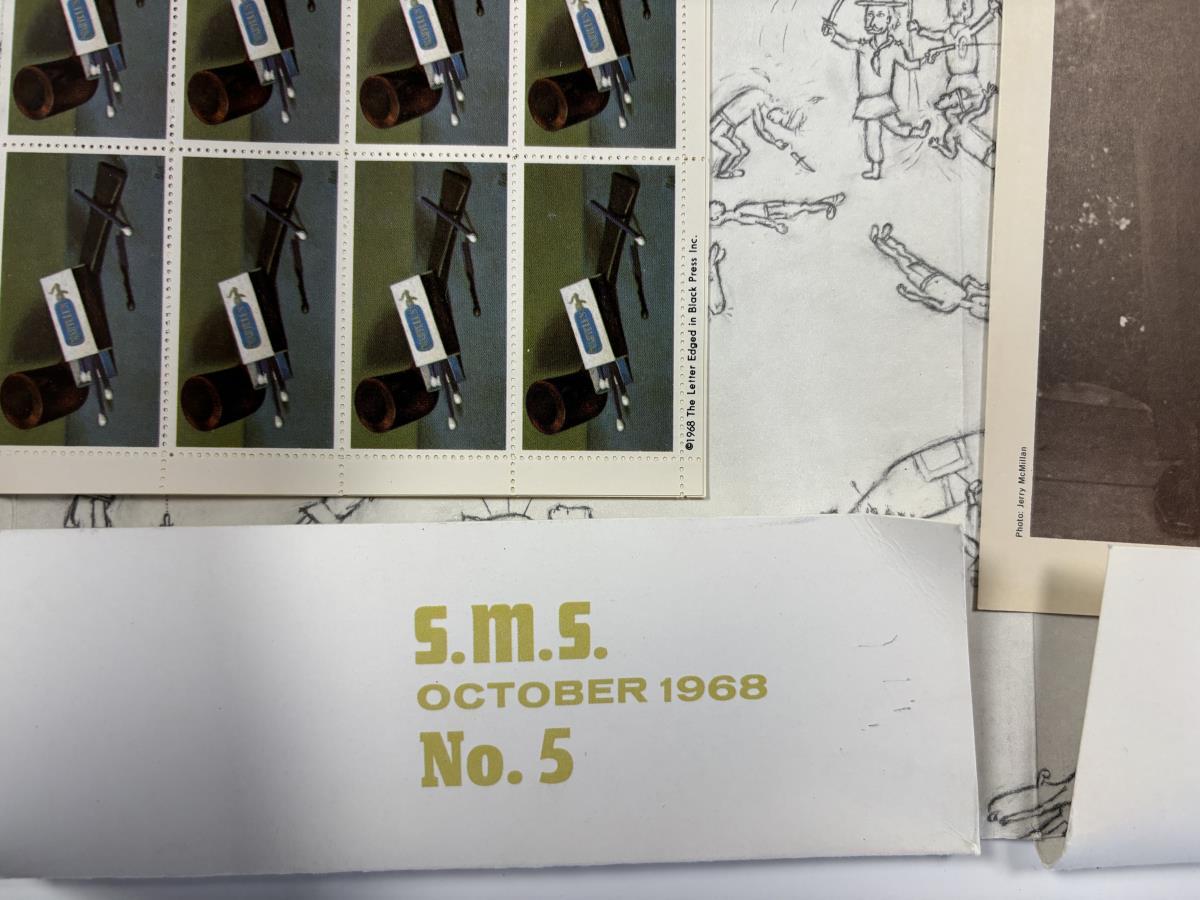 ©1968 The Letter Edged in Black Press Inc.
Photo: Jerry McMillan
S.M.S.
OCTOBER 1968
No. 5